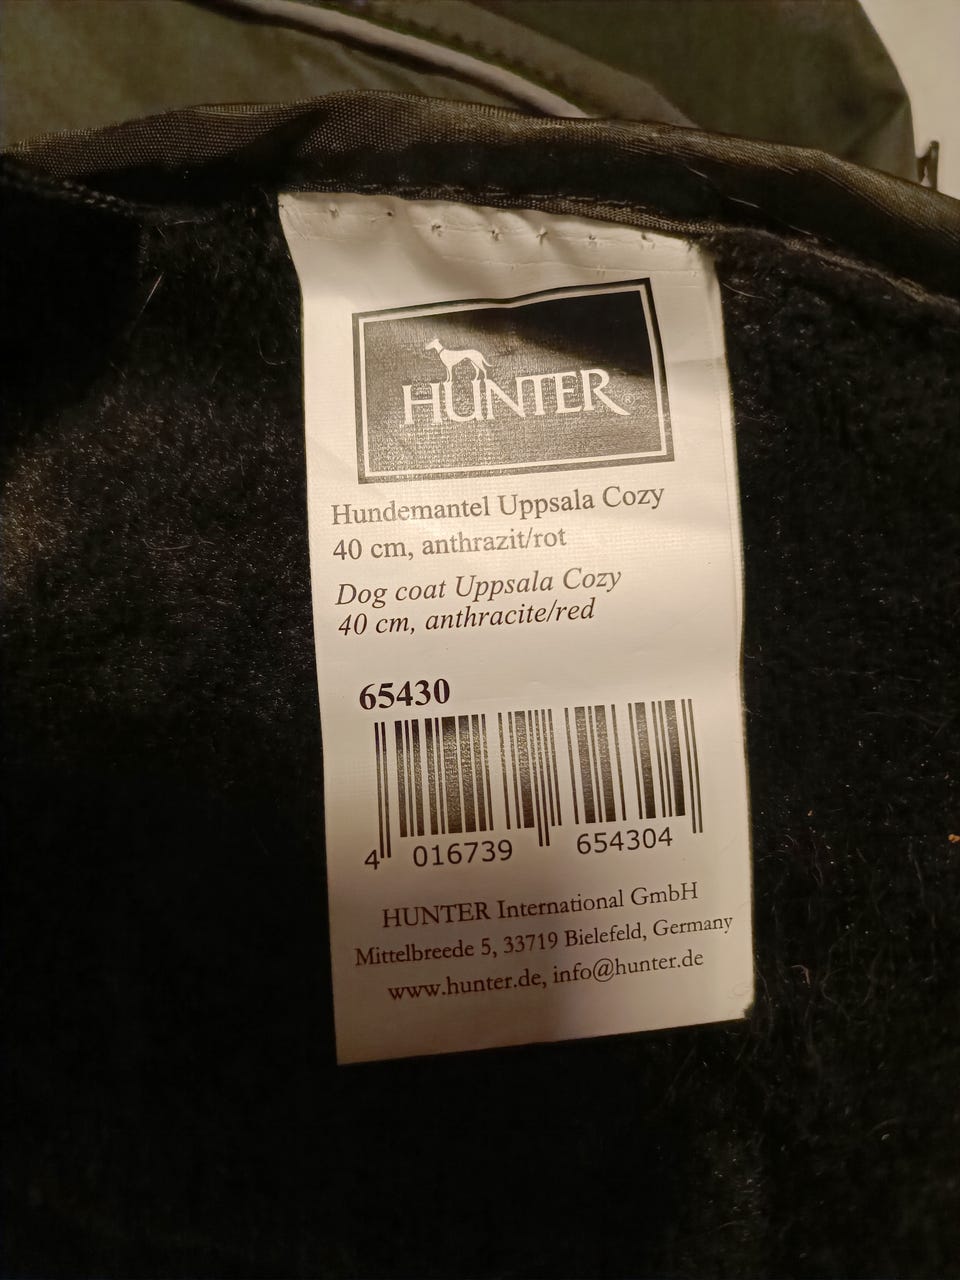 HUNTER®
Hundemantel Uppsala Cozy
40 cm, anthrazit/rot
Dog coat Uppsala Cozy
40 cm, anthracite/red
65430
4 016739 654304
HUNTER International GmbH
Mittelbreede 5, 33719 Bielefeld, Germany
www.hunter.de, info@hunter.de